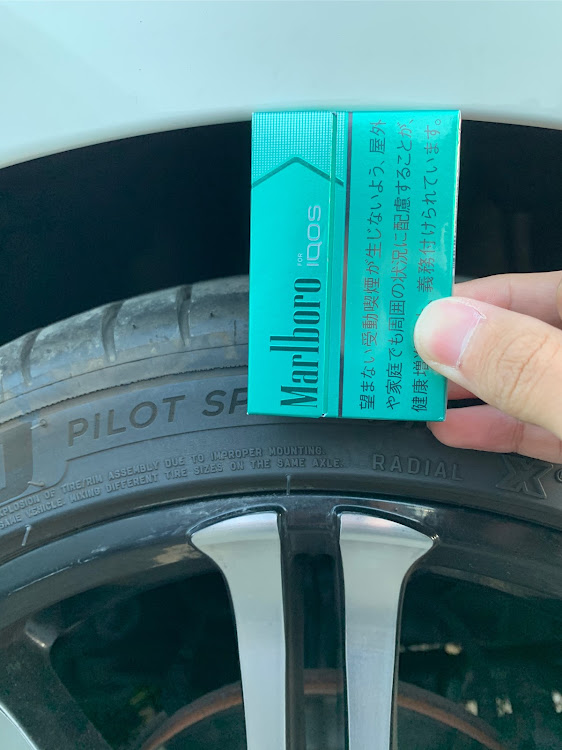 Marlboro
FOR
IQOS
望まない受動喫煙が生じないよう、屋外
や家庭でも周囲の状況に配慮することが、
健康増 義務付けられています。
PILOT SP
EXPLOSION OF TIRE/RIM ASSEMBLY DUE TO IMPROPER MOUNTING.
VEHICLE MIXING DIFFERENT TIRE SIZES ON THE SAME AXLE.
RADIAL X®